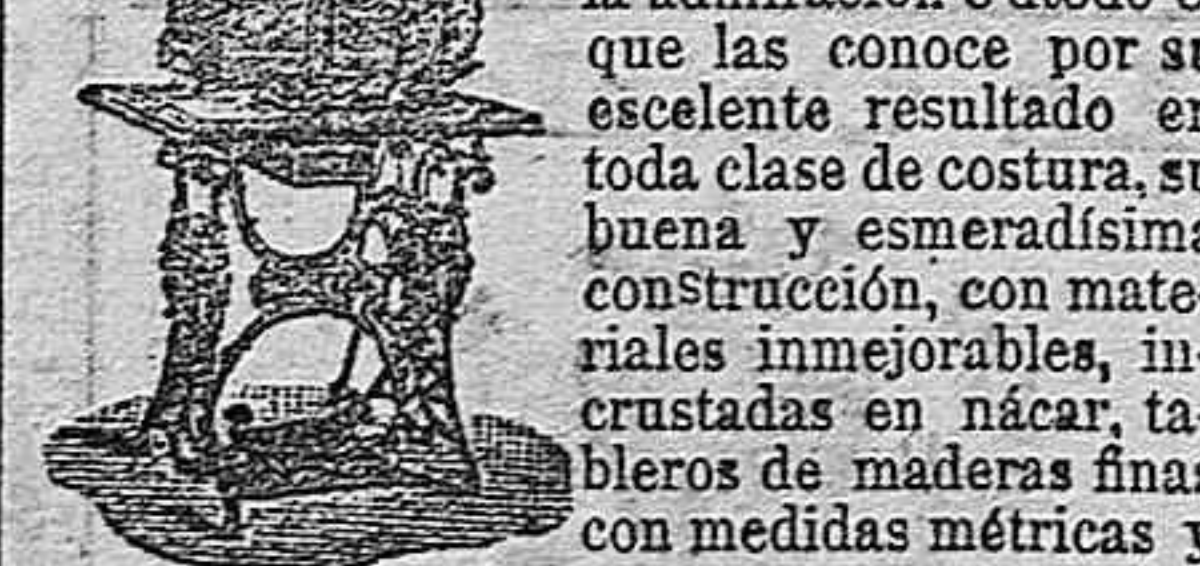 que las conoce por su
escelente resultado en
toda clase de costura, su
buena y esmeradísima
construcción, con mate-
riales inmejorables, in-
crustadas en nácar, ta-
bleros de maderas finas
con medidas métricas y